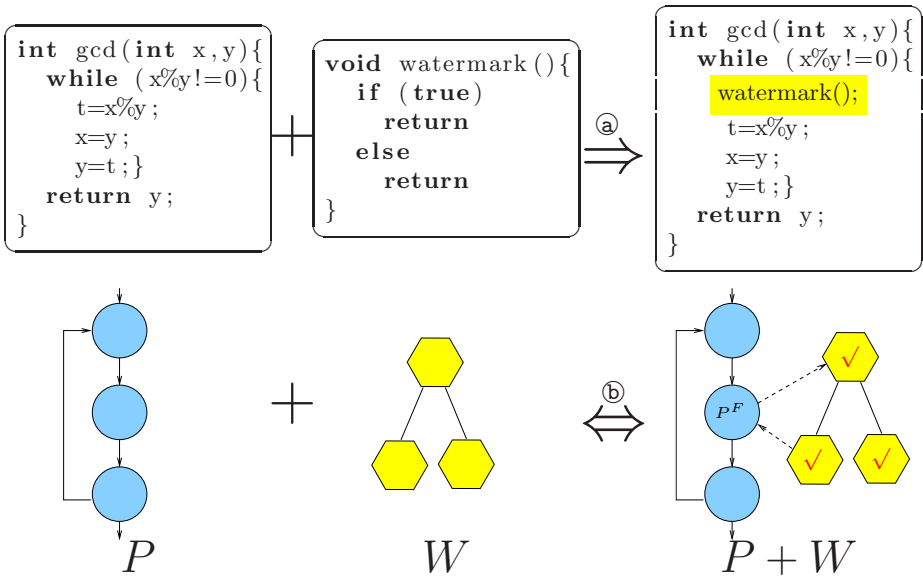 int gcd(int x,y){
while (x%y!=0){
t=x%y;
x=y;
y=t;}
return y;
}
+
void watermark(){
if (true)
return
else
return
}
ⓐ
⇒
int gcd(int x,y){
while (x%y!=0){
watermark();
t=x%y;
x=y;
y=t;}
return y;
}
+
ⓑ
⇔
P^F
√
√
√
P
W
P + W